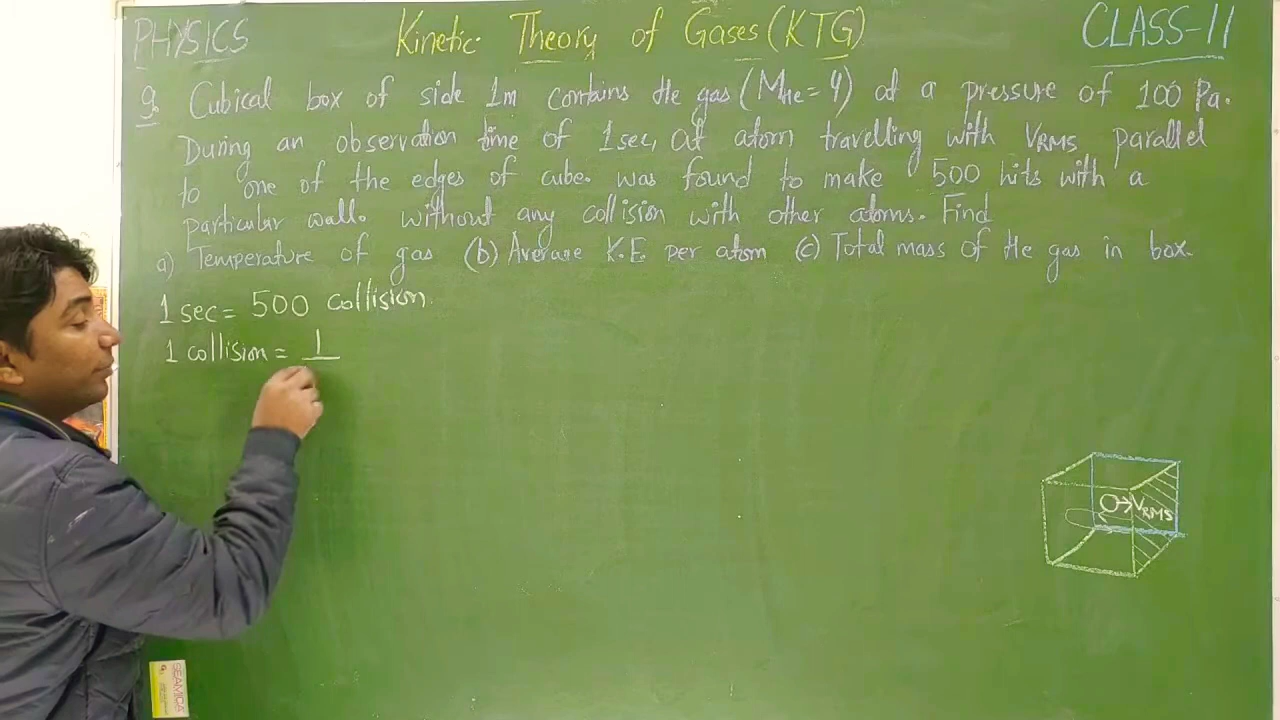 PHYSICS Kinetic Theory of Gases (KTG) CLASS-11
Q. Cubical box of side 1m contains He gas (MHe = 4) at a pressure of 100 Pa.
During an observation time of 1sec, at atom travelling with VRMS parallel
to one of the edges of cube. was found to make 500 hits with a
particular wall. without any collision with other atoms. Find
a) Temperature of gas (b) Average K.E. per atom (c) Total mass of He gas in box.
1 sec = 500 collision.
1 collision = 1
VRMS
SEAMIDA